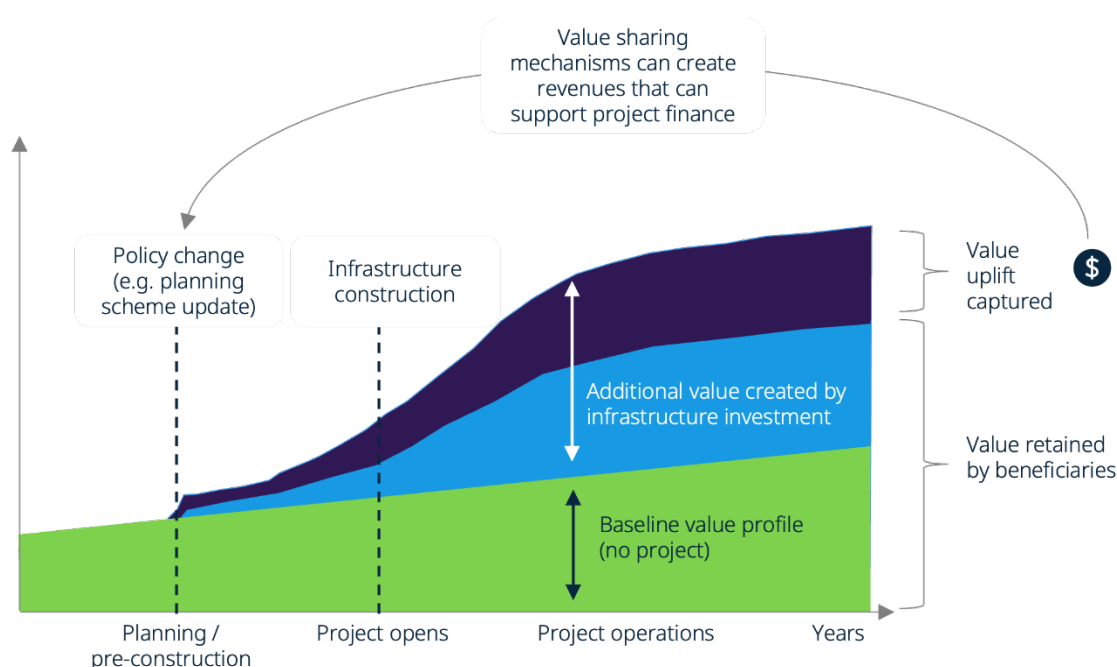 Value sharing
mechanisms can create
revenues that can
support project finance
Policy change
(e.g. planning
scheme update)
Infrastructure
construction
Value
uplift
captured
$
Additional value created by
infrastructure investment
Value retained
by beneficiaries
Baseline value profile
(no project)
Planning /
pre-construction
Project opens
Project operations
Years